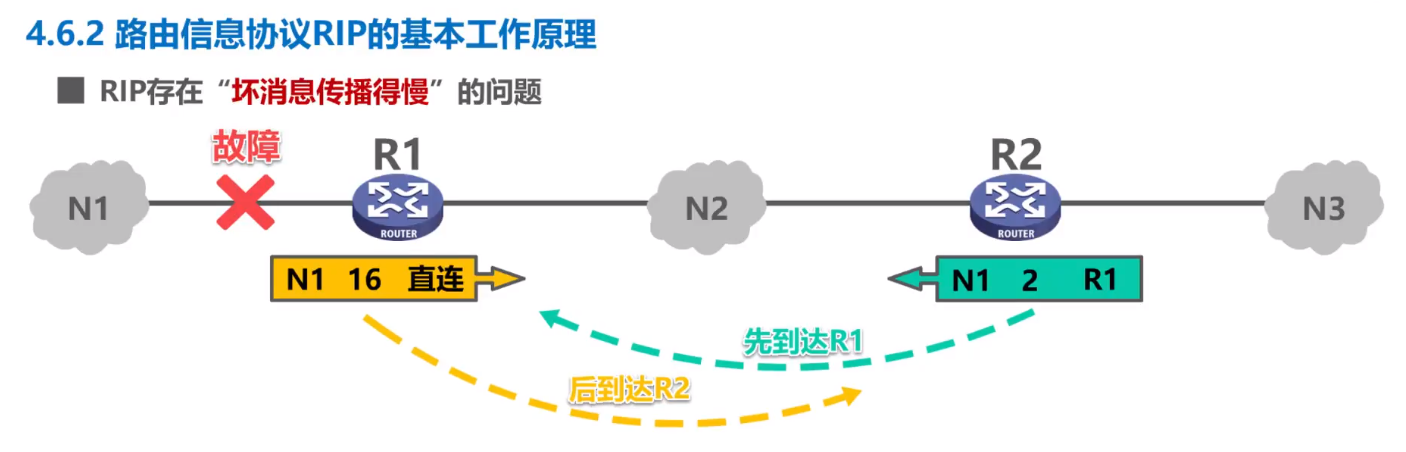 4.6.2 路由信息协议RIP的基本工作原理
RIP存在“坏消息传播得慢”的问题
故障
R1
R2
N1
N2
N3
ROUTER
ROUTER
N1 16 直连
N1 2 R1
先到达R1
后到达R2